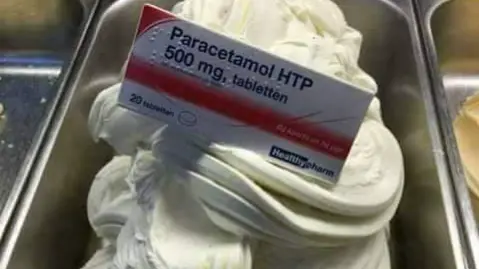 Paracetamol HTP
500 mg, tabletten
20 tabletten
Healthypharm